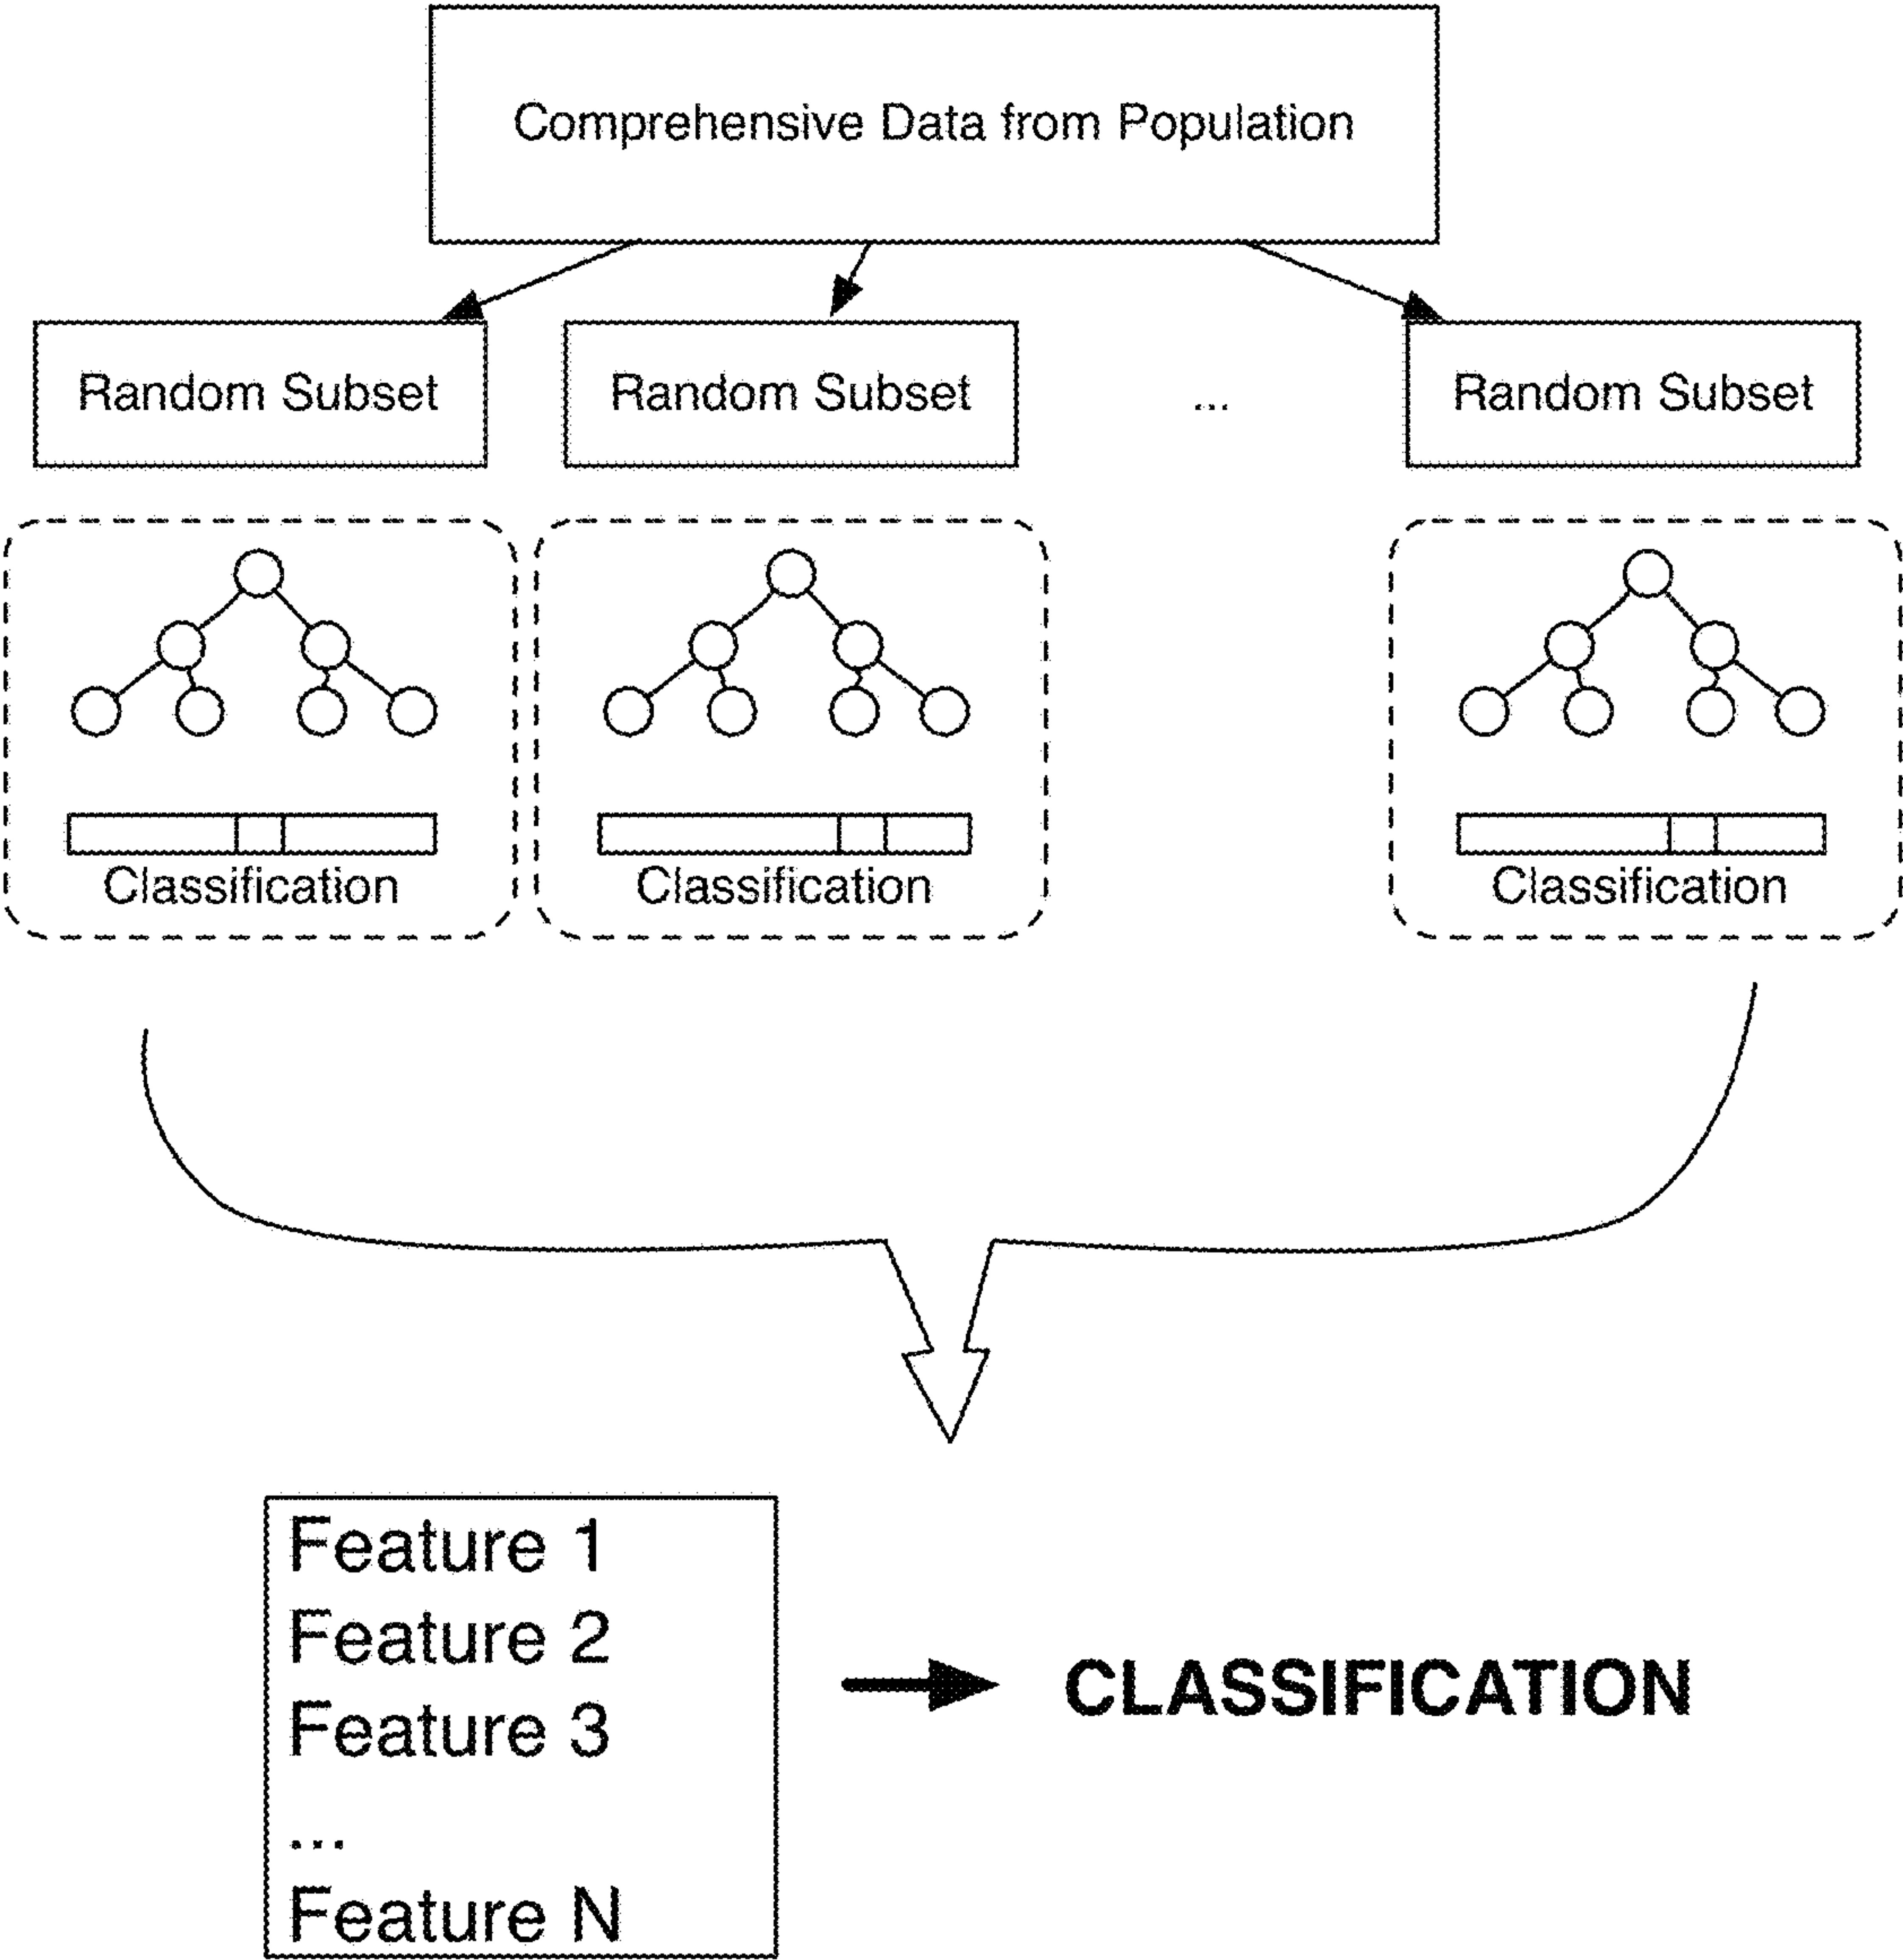 Comprehensive Data from Population
Random Subset Random Subset ... Random Subset
Classification Classification Classification
Feature 1
Feature 2
Feature 3
...
Feature N
CLASSIFICATION